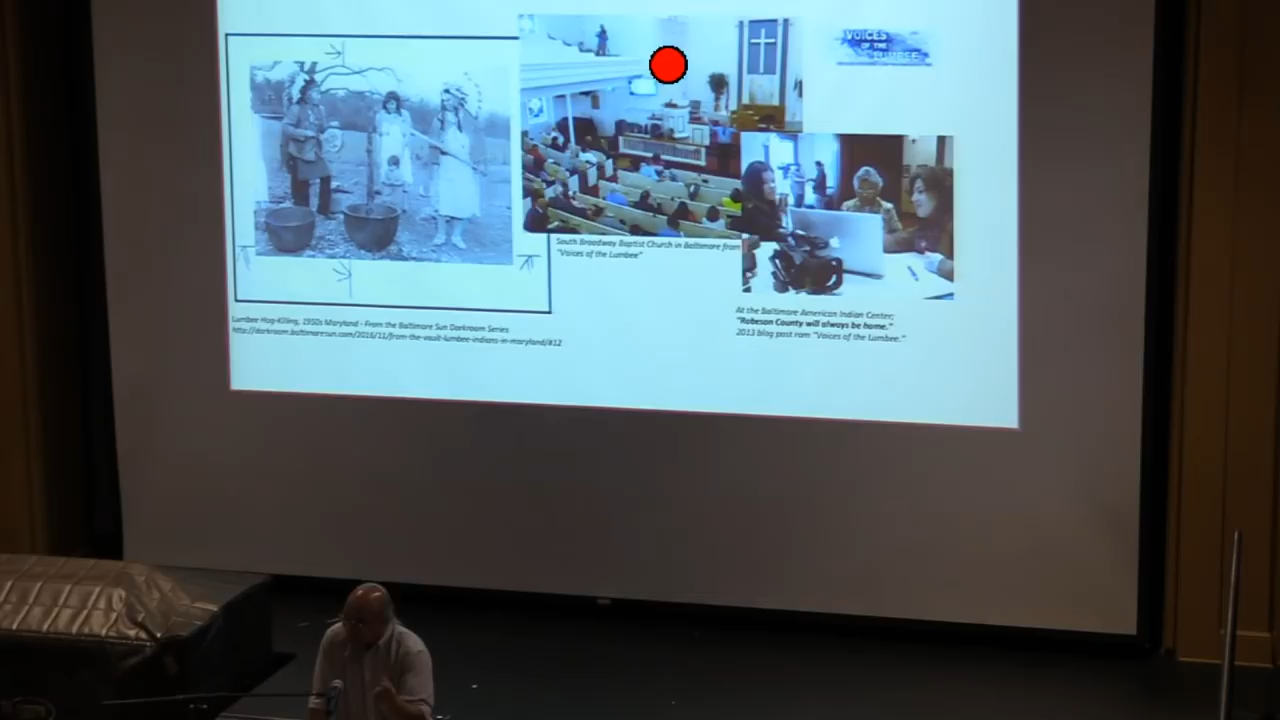 VOICES
OF THE
LUMBEE
South Broadway Baptist Church in Baltimore from
"Voices of the Lumbee"
At the Baltimore American Indian Center;
"Robeson County will always be home."
2013 blog post rom "Voices of the Lumbee."
Lumbee Hog-Killing, 1950s Maryland - From the Baltimore Sun Darkroom Series
http://darkroom.baltimoresun.com/2016/11/from-the-vault-lumbee-indians-in-maryland/#12